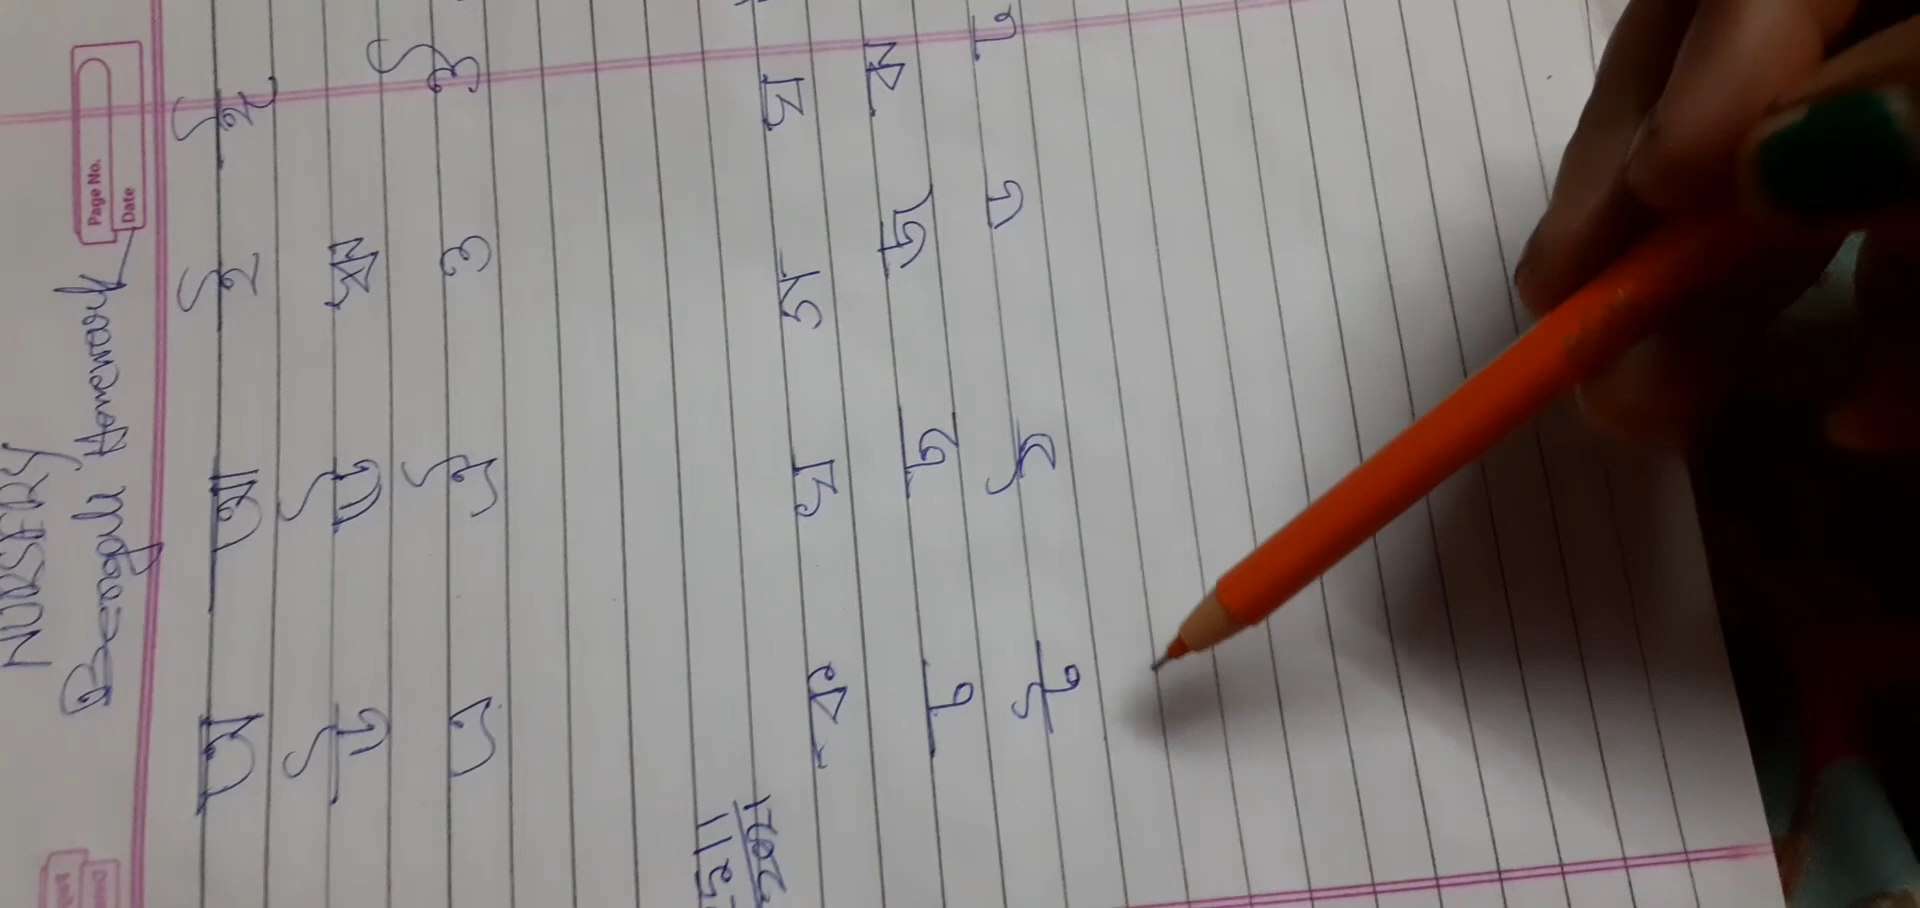 NURSERY
Bengali Homework
Page No.
Date
অ আ ই ঈ
উ ঊ ঋ
এ ঐ ও ঔ
ক খ গ ঘ
চ ছ জ ঝ
ট ঠ ড ঢ